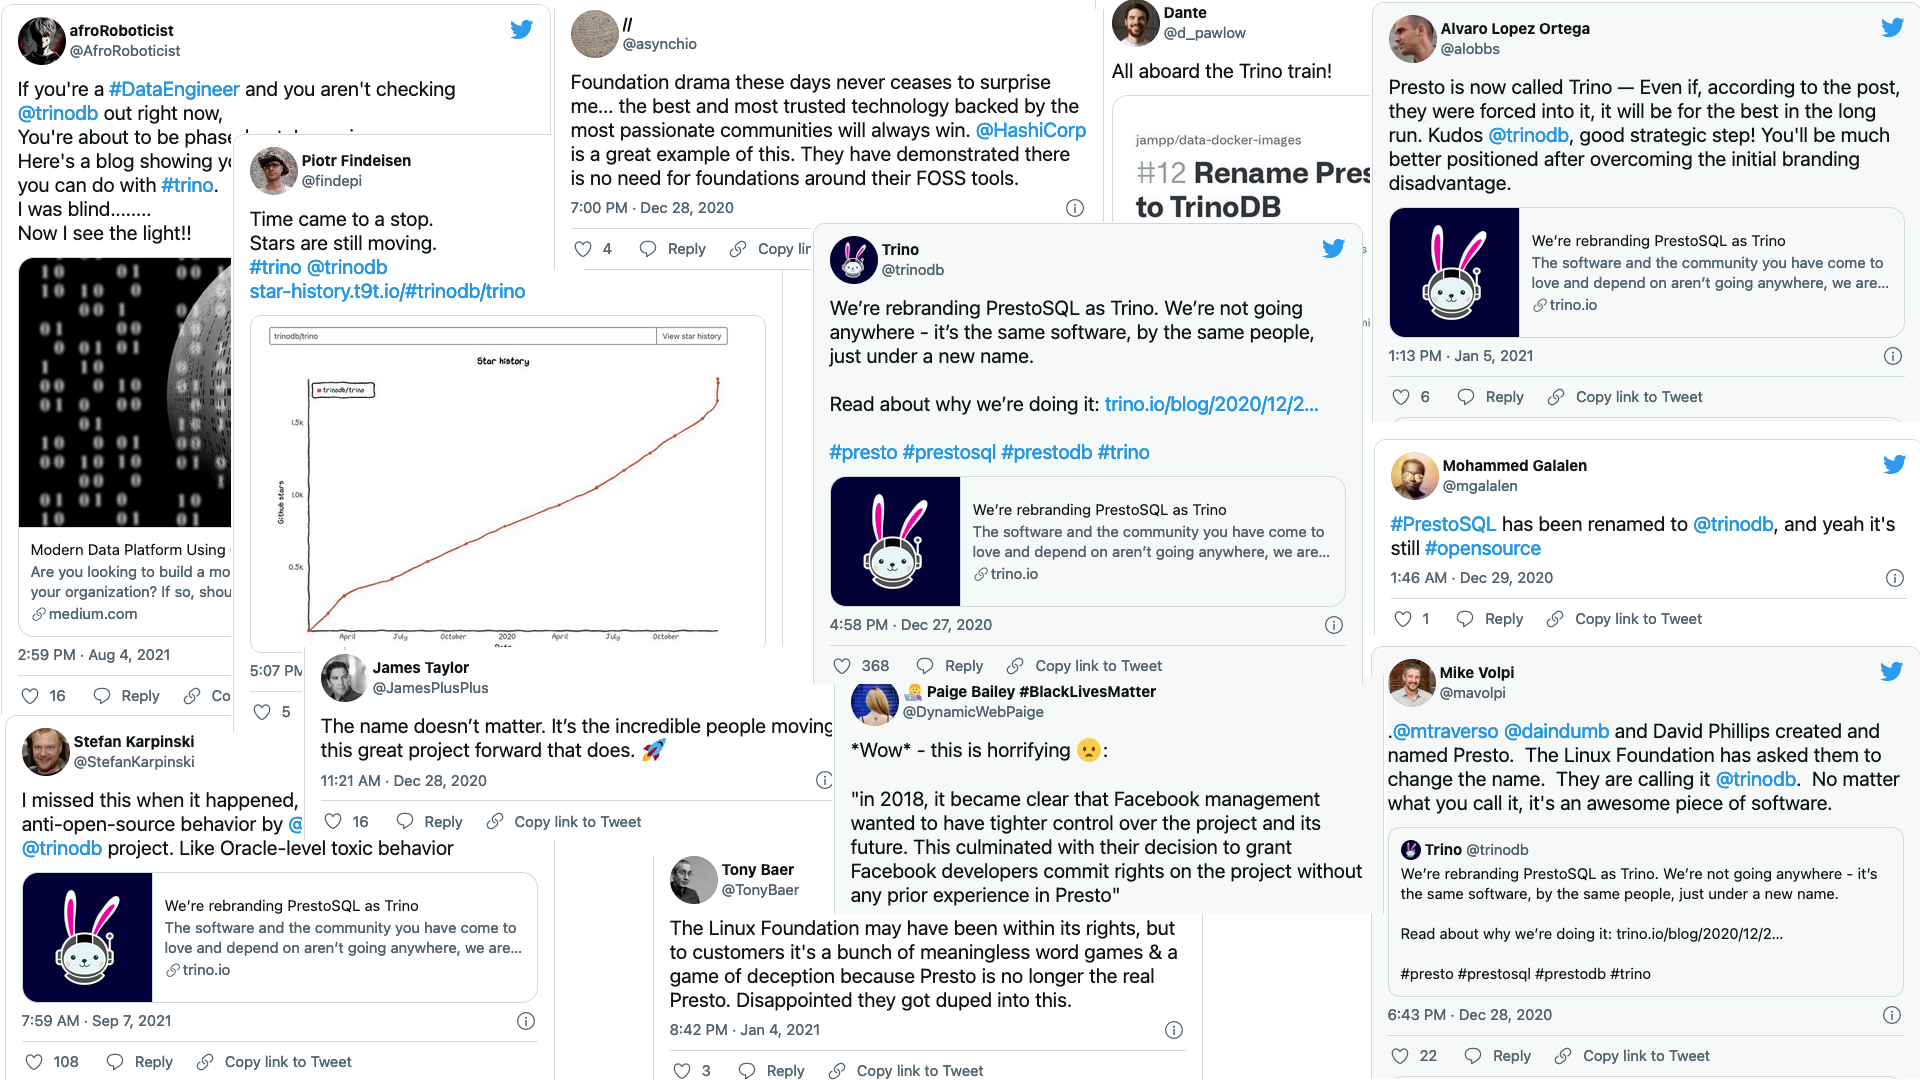 afroRoboticist
@AfroRoboticist
If you're a #DataEngineer and you aren't checking
@trinodb out right now,
You're about to be phase
Here's a blog showing
you can do with #trino.
I was blind........
Now I see the light!!
Modern Data Platform Using
Are you looking to build a mo
your organization? If so, shou
medium.com
2:59 PM · Aug 4, 2021
16 Reply Co
Piotr Findeisen
@findepi
Time came to a stop.
Stars are still moving.
#trino @trinodb
star-history.t9t.io/#trinodb/trino
trinodb/trino View star history
Star history
trinodb/trino
1.5k
1.0k
0.5k
Github stars
April July October 2020 April July October
5:07 PM
5
//
@asynchio
Foundation drama these days never ceases to surprise
me... the best and most trusted technology backed by the
most passionate communities will always win. @HashiCorp
is a great example of this. They have demonstrated there
is no need for foundations around their FOSS tools.
7:00 PM · Dec 28, 2020
4 Reply Copy lin
Dante
@d_pawlow
All aboard the Trino train!
jampp/data-docker-images
#12 Rename Pres
to TrinoDB
Alvaro Lopez Ortega
@alobbs
Presto is now called Trino — Even if, according to the post,
they were forced into it, it will be for the best in the long
run. Kudos @trinodb, good strategic step! You'll be much
better positioned after overcoming the initial branding
disadvantage.
We're rebranding PrestoSQL as Trino
The software and the community you have come to
love and depend on aren't going anywhere, we are...
trino.io
1:13 PM · Jan 5, 2021
6 Reply Copy link to Tweet
Trino
@trinodb
We're rebranding PrestoSQL as Trino. We're not going
anywhere - it's the same software, by the same people,
just under a new name.
Read about why we're doing it: trino.io/blog/2020/12/2...
#presto #prestosql #prestodb #trino
We're rebranding PrestoSQL as Trino
The software and the community you have come to
love and depend on aren't going anywhere, we are...
trino.io
4:58 PM · Dec 27, 2020
368 Reply Copy link to Tweet
Mohammed Galalen
@mgalalen
#PrestoSQL has been renamed to @trinodb, and yeah it's
still #opensource
1:46 AM · Dec 29, 2020
1 Reply Copy link to Tweet
James Taylor
@JamesPlusPlus
The name doesn't matter. It's the incredible people moving
this great project forward that does. 🚀
11:21 AM · Dec 28, 2020
16 Reply Copy link to Tweet
Paige Bailey #BlackLivesMatter
@DynamicWebPaige
*Wow* - this is horrifying 😟:
"in 2018, it became clear that Facebook management
wanted to have tighter control over the project and its
future. This culminated with their decision to grant
Facebook developers commit rights on the project without
any prior experience in Presto"
Mike Volpi
@mavolpi
.@mtraverso @daindumb and David Phillips created and
named Presto. The Linux Foundation has asked them to
change the name. They are calling it @trinodb. No matter
what you call it, it's an awesome piece of software.
Trino @trinodb
We're rebranding PrestoSQL as Trino. We're not going anywhere - it's
the same software, by the same people, just under a new name.
Read about why we're doing it: trino.io/blog/2020/12/2...
#presto #prestosql #prestodb #trino
6:43 PM · Dec 28, 2020
22 Reply Copy link to Tweet
Stefan Karpinski
@StefanKarpinski
I missed this when it happened,
anti-open-source behavior by @
@trinodb project. Like Oracle-level toxic behavior
We're rebranding PrestoSQL as Trino
The software and the community you have come to
love and depend on aren't going anywhere, we are...
trino.io
7:59 AM · Sep 7, 2021
108 Reply Copy link to Tweet
Tony Baer
@TonyBaer
The Linux Foundation may have been within its rights, but
to customers it's a bunch of meaningless word games & a
game of deception because Presto is no longer the real
Presto. Disappointed they got duped into this.
8:42 PM · Jan 4, 2021
3 Reply Copy link to Tweet